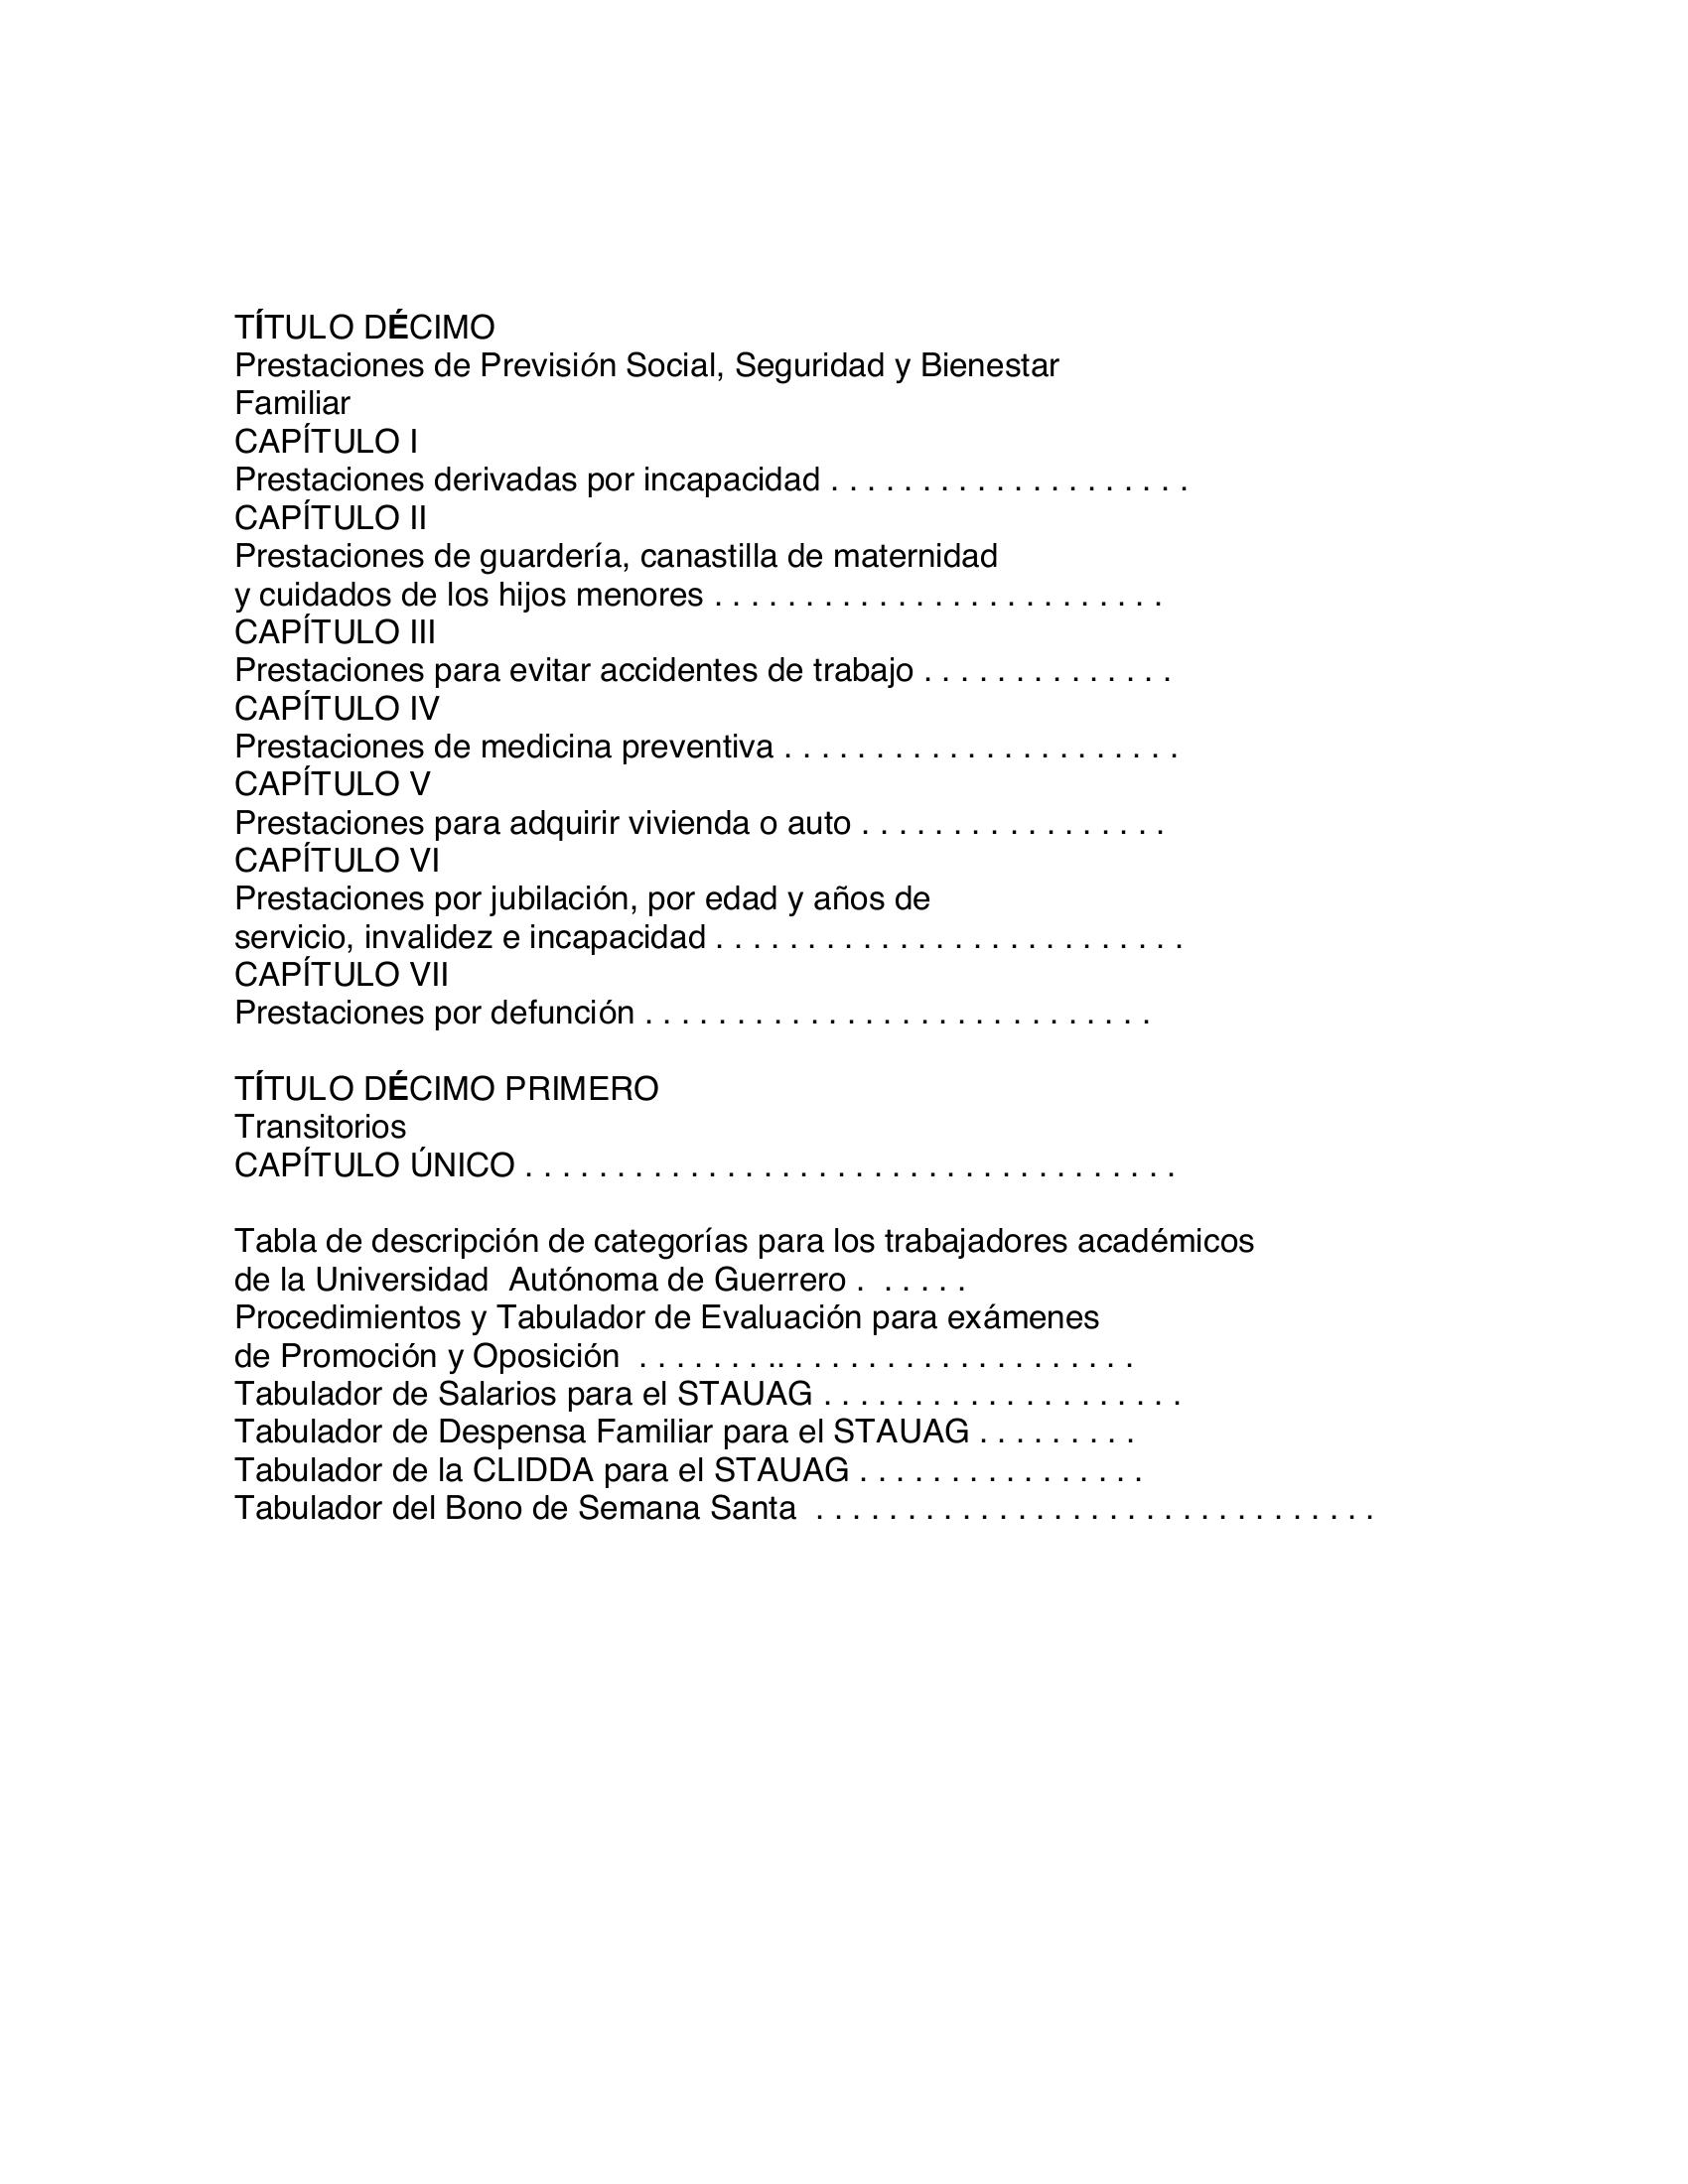 TÍTULO DÉCIMO
Prestaciones de Previsión Social, Seguridad y Bienestar
Familiar
CAPÍTULO I
Prestaciones derivadas por incapacidad . . . . . . . . . . . . . . . . . . . .
CAPÍTULO II
Prestaciones de guardería, canastilla de maternidad
y cuidados de los hijos menores . . . . . . . . . . . . . . . . . . . . . . . . .
CAPÍTULO III
Prestaciones para evitar accidentes de trabajo . . . . . . . . . . . . . .
CAPÍTULO IV
Prestaciones de medicina preventiva . . . . . . . . . . . . . . . . . . . . . .
CAPÍTULO V
Prestaciones para adquirir vivienda o auto . . . . . . . . . . . . . . . . .
CAPÍTULO VI
Prestaciones por jubilación, por edad y años de
servicio, invalidez e incapacidad . . . . . . . . . . . . . . . . . . . . . . . . . .
CAPÍTULO VII
Prestaciones por defunción . . . . . . . . . . . . . . . . . . . . . . . . . . . .
TÍTULO DÉCIMO PRIMERO
Transitorios
CAPÍTULO ÚNICO . . . . . . . . . . . . . . . . . . . . . . . . . . . . . . . . . . . .
Tabla de descripción de categorías para los trabajadores académicos
de la Universidad  Autónoma de Guerrero .  . . . . .
Procedimientos y Tabulador de Evaluación para exámenes
de Promoción y Oposición  . . . . . . . .. . . . . . . . . . . . . . . . . . . .
Tabulador de Salarios para el STAUAG . . . . . . . . . . . . . . . . . . . .
Tabulador de Despensa Familiar para el STAUAG . . . . . . . . .
Tabulador de la CLIDDA para el STAUAG . . . . . . . . . . . . . . . .
Tabulador del Bono de Semana Santa  . . . . . . . . . . . . . . . . . . . . . . . . . . . . . . .